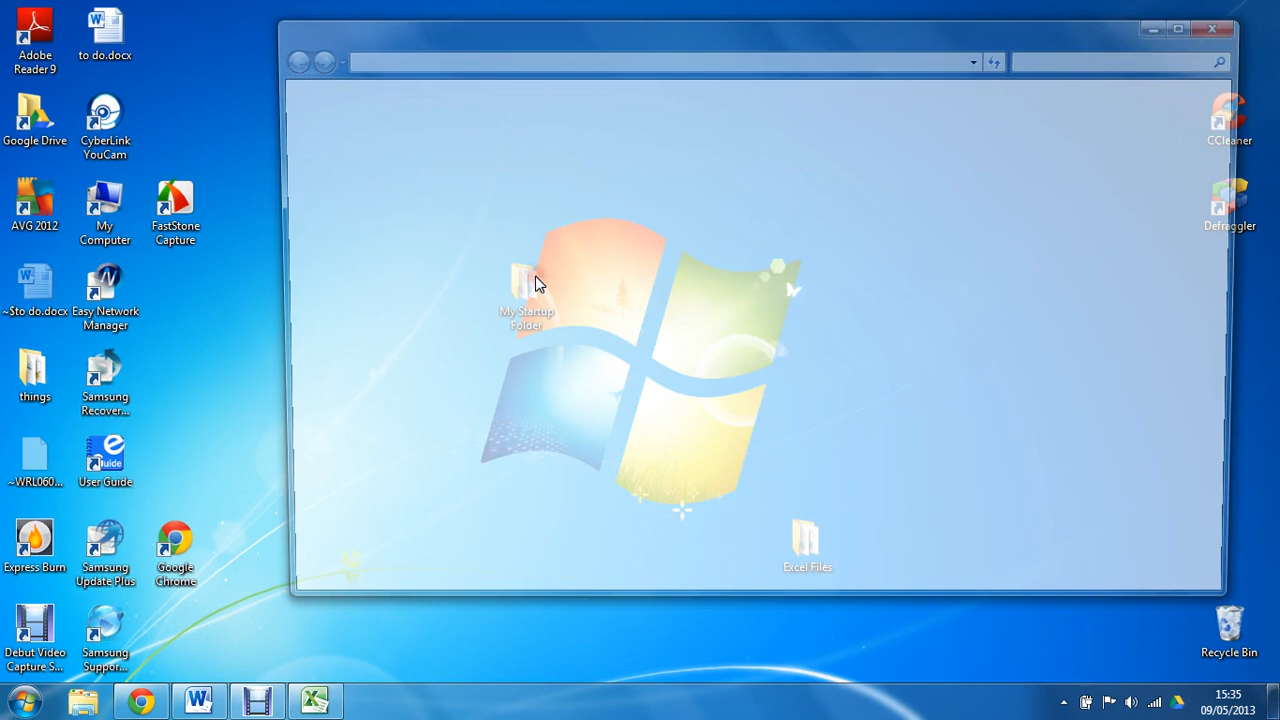 Adobe
Reader 9
to do.docx
Google Drive
CyberLink
YouCam
AVG 2012
My
Computer
FastStone
Capture
~$to do.docx
Easy Network
Manager
things
Samsung
Recover...
~WRL060...
User Guide
Express Burn
Samsung
Update Plus
Google
Chrome
Debut Video
Capture S...
Samsung
Suppor...
My Startup
Folder
Excel Files
CCleaner
Defraggler
Recycle Bin
15:35
09/05/2013